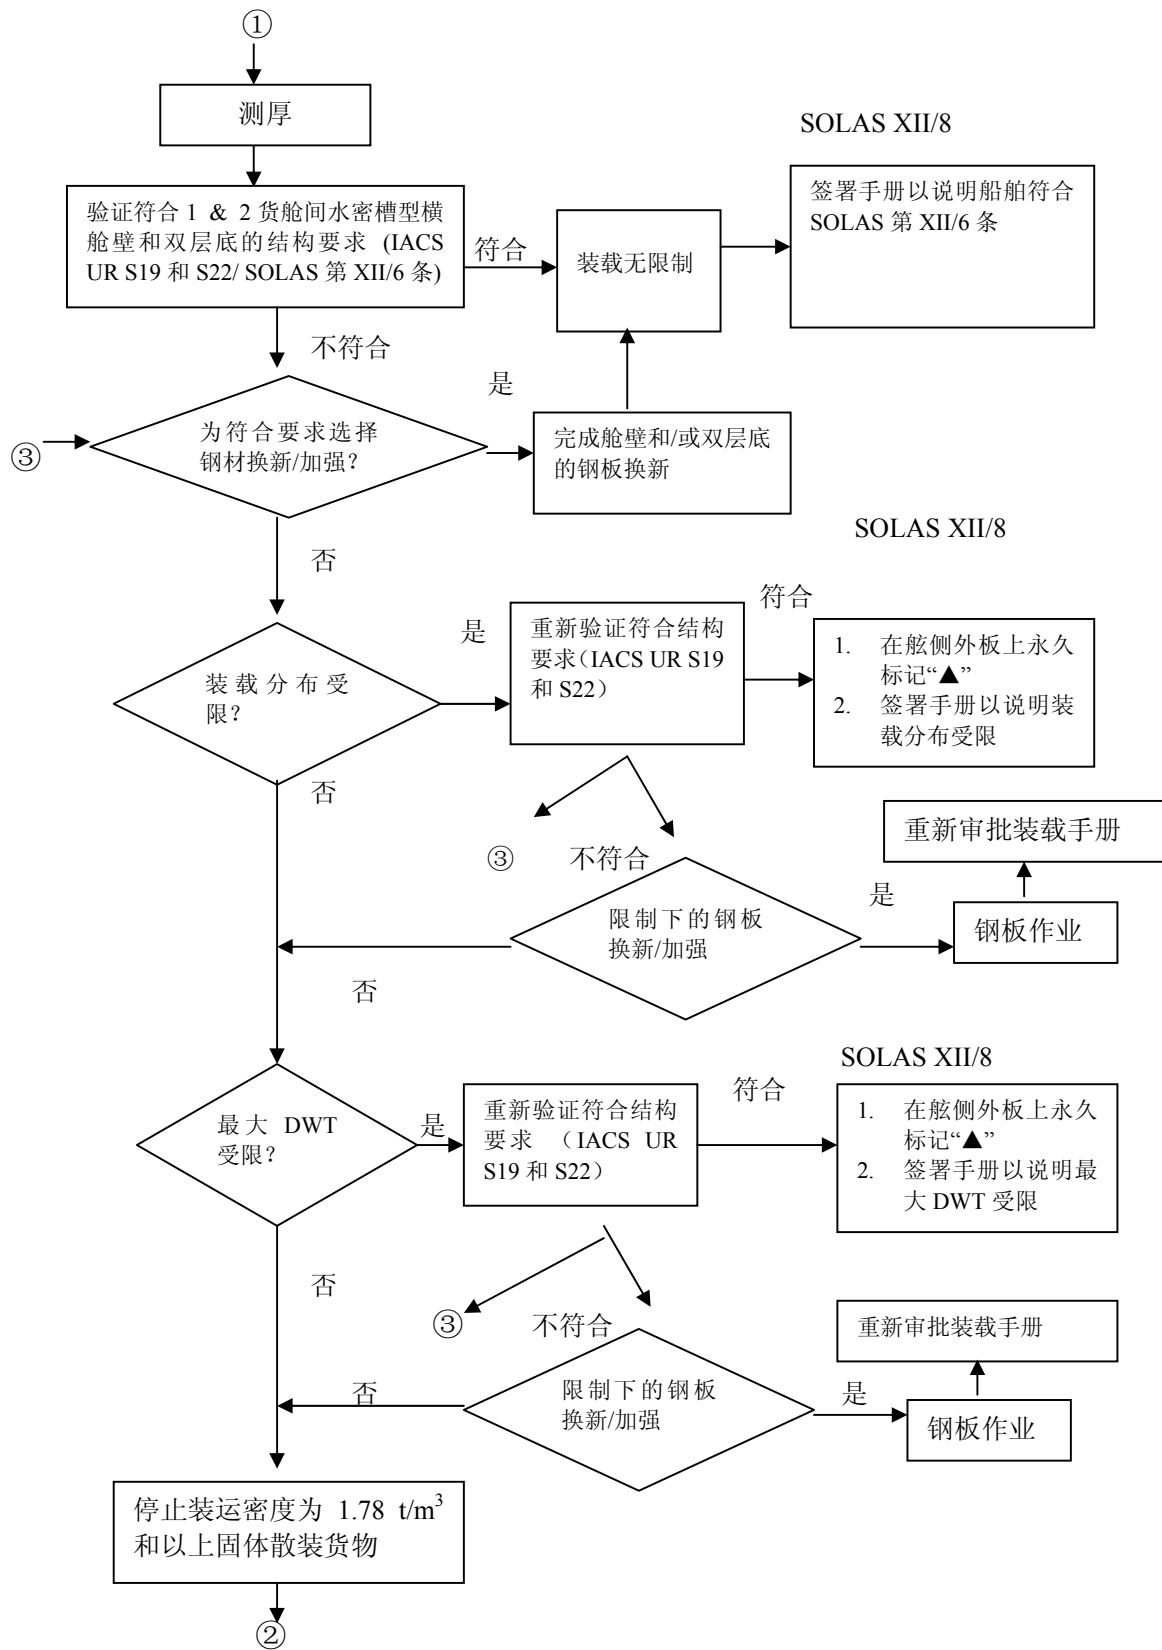 ①
测厚
SOLAS XII/8
验证符合 1 & 2 货舱间水密槽型横
舱壁和双层底的结构要求 (IACS
UR S19 和 S22/ SOLAS 第 XII/6 条)
符合
装载无限制
签署手册以说明船舶符合
SOLAS 第 XII/6 条
不符合
是
③
为符合要求选择
钢材换新/加强？
完成舱壁和/或双层底
的钢板换新
SOLAS XII/8
否
装载分布受
限？
是
重新验证符合结构
要求（IACS UR S19
和 S22）
符合
1. 在舷侧外板上永久
标记“▲”
2. 签署手册以说明装
载分布受限
否
③
不符合
限制下的钢板
换新/加强
是
重新审批装载手册
钢板作业
否
SOLAS XII/8
最大 DWT
受限？
是
重新验证符合结构
要求 （IACS UR
S19 和 S22）
符合
1. 在舷侧外板上永久
标记“▲”
2. 签署手册以说明最
大 DWT 受限
否
③
不符合
限制下的钢板
换新/加强
是
重新审批装载手册
钢板作业
否
停止装运密度为 1.78 t/m³
和以上固体散装货物
②